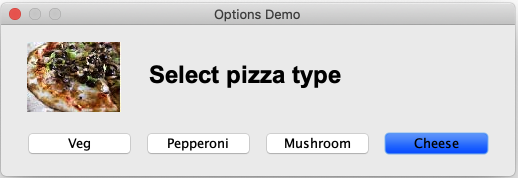 Options Demo
Select pizza type
Veg Pepperoni Mushroom Cheese